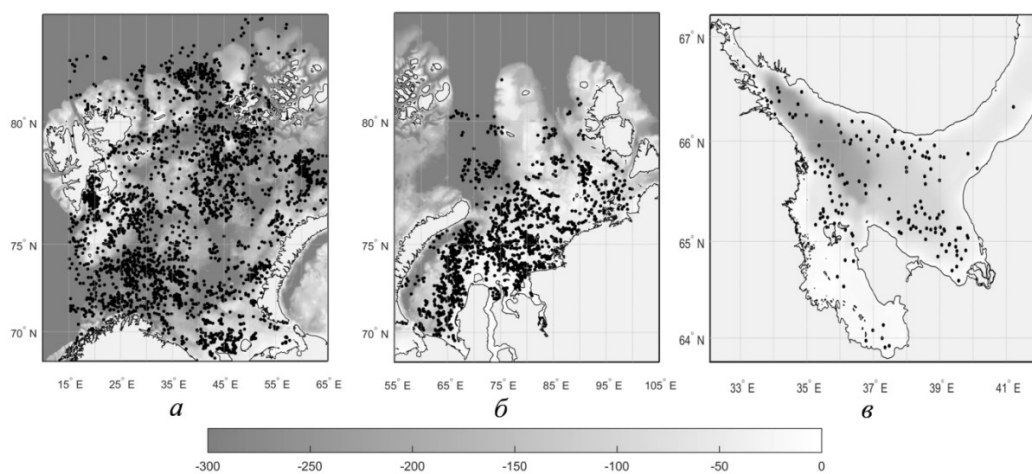 80° N
75° N
70° N
15° E 25° E 35° E 45° E 55° E 65° E
а
80° N
75° N
70° N
55° E 65° E 75° E 85° E 95° E 105° E
б
67° N
66° N
65° N
64° N
33° E 35° E 37° E 39° E 41° E
в
-300 -250 -200 -150 -100 -50 0